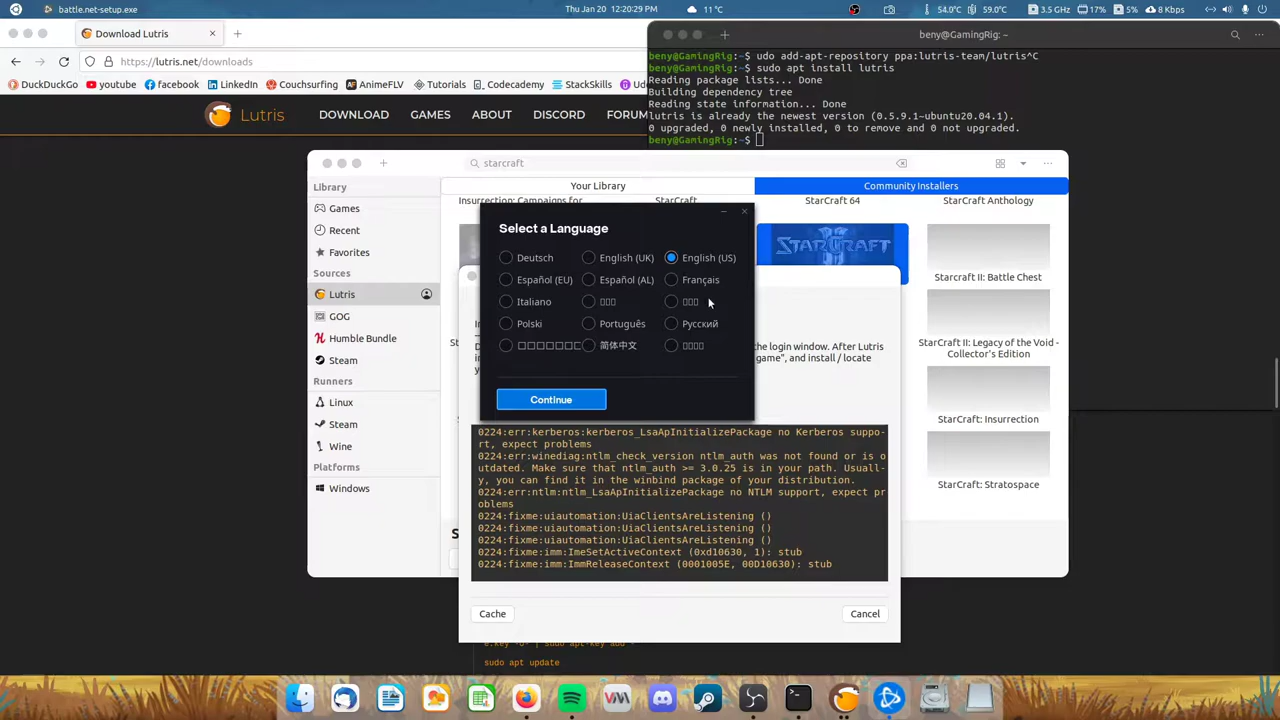 battle.net-setup.exe
Thu Jan 20 12:20:29 PM
11°C
54.0°C
59.0°C
3.5 GHz
17%
5%
8 Kbps
Download Lutris
https://lutris.net/downloads
DuckDuckGo
youtube
facebook
LinkedIn
Couchsurfing
AnimeFLV
Tutorials
Codecademy
StackSkills
Lutris
DOWNLOAD
GAMES
ABOUT
DISCORD
FORUM
beny@GamingRig: ~
beny@GamingRig:~$ udo add-apt-repository ppa:lutris-team/lutris^C
beny@GamingRig:~$ sudo apt install lutris
Reading package lists... Done
Building dependency tree
Reading state information... Done
lutris is already the newest version (0.5.9.1~ubuntu20.04.1).
0 upgraded, 0 newly installed, 0 to remove and 0 not upgraded.
beny@GamingRig:~$
starcraft
Library
Games
Recent
Favorites
Sources
Lutris
GOG
Humble Bundle
Steam
Runners
Linux
Steam
Wine
Platforms
Windows
Your Library
Community Installers
Insurrection: Campaigns for
StarCraft
StarCraft 64
StarCraft Anthology
STARCRAFT
Starcraft II: Battle Chest
StarCraft II: Legacy of the Void -
Collector's Edition
StarCraft: Insurrection
StarCraft: Stratospace
Select a Language
Deutsch
English (UK)
English (US)
Español (EU)
Español (AL)
Français
Italiano
Polski
Português
Русский
简体中文
Continue
the login window. After Lutris
game", and install / locate
0224:err:kerberos:kerberos_LsaApInitializePackage no Kerberos suppo-
rt, expect problems
0224:err:winediag:ntlm_check_version ntlm_auth was not found or is o
utdated. Make sure that ntlm_auth >= 3.0.25 is in your path. Usuall-
y, you can find it in the winbind package of your distribution.
0224:err:ntlm:ntlm_LsaApInitializePackage no NTLM support, expect pr
oblems
0224:fixme:uiautomation:UiaClientsAreListening ()
0224:fixme:uiautomation:UiaClientsAreListening ()
0224:fixme:uiautomation:UiaClientsAreListening ()
0224:fixme:imm:ImeSetActiveContext (0xd10630, 1): stub
0224:fixme:imm:ImmReleaseContext (0001005E, 00D10630): stub
Cache
Cancel
e.key -O- | sudo apt-key add -
sudo apt update